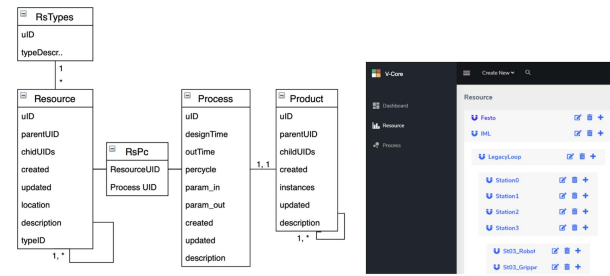 RsTypes
uID
typeDescr..
1
*
Resource
uID
parentUID
chidUIDs
created
updated
location
description
typeID
1, *
RsPc
ResourceUID
Process UID
Process
uID
designTime
outTime
percycle
param_in
param_out
created
updated
description
1, 1
Product
uID
parentUID
childUIDs
created
instances
updated
description
1, *
V-Core
Create New
Dashboard
Resource
Process
Resource
Festo
IML
LegacyLoop
Station0
Station1
Station2
Station3
St03_Robot
St03_Grippe